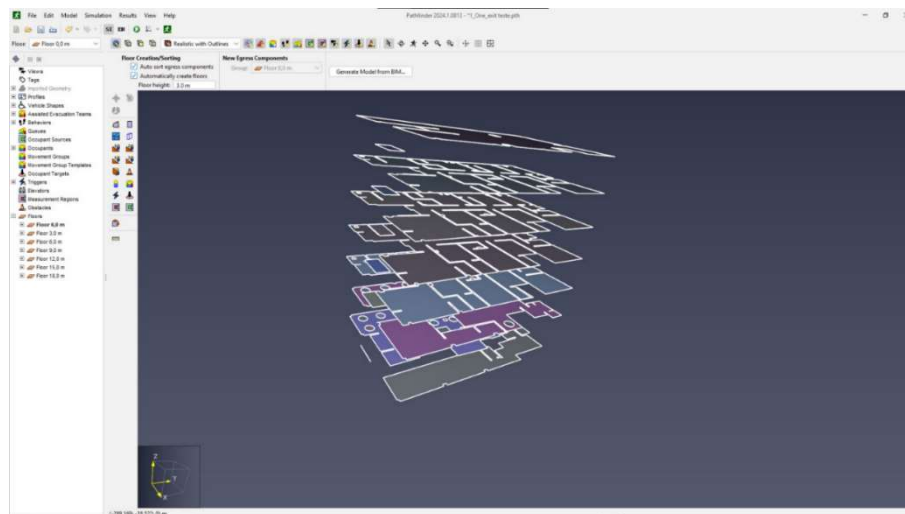 File Edit Model Simulation Results View Help
Pathfinder 2024.1.0813 - "1_One_exit teste.pth
Floor: Floor 0,0 m
Realistic with Outlines
Floor Creation/Sorting
Auto sort egress components
Automatically create floors
Floor height: 3,0 m
New Egress Components
Group: Floor 0,0 m
Generate Model from BIM...
Views
Tags
Imported Geometry
Profiles
Vehicle Shapes
Assisted Evacuation Teams
Behaviors
Queues
Occupant Sources
Occupants
Movement Groups
Movement Group Templates
Occupant Targets
Triggers
Elevators
Measurement Regions
Obstacles
Floors
Floor 0,0 m
Floor 3,0 m
Floor 6,0 m
Floor 9,0 m
Floor 12,0 m
Floor 15,0 m
Floor 18,0 m
Z
Y
X